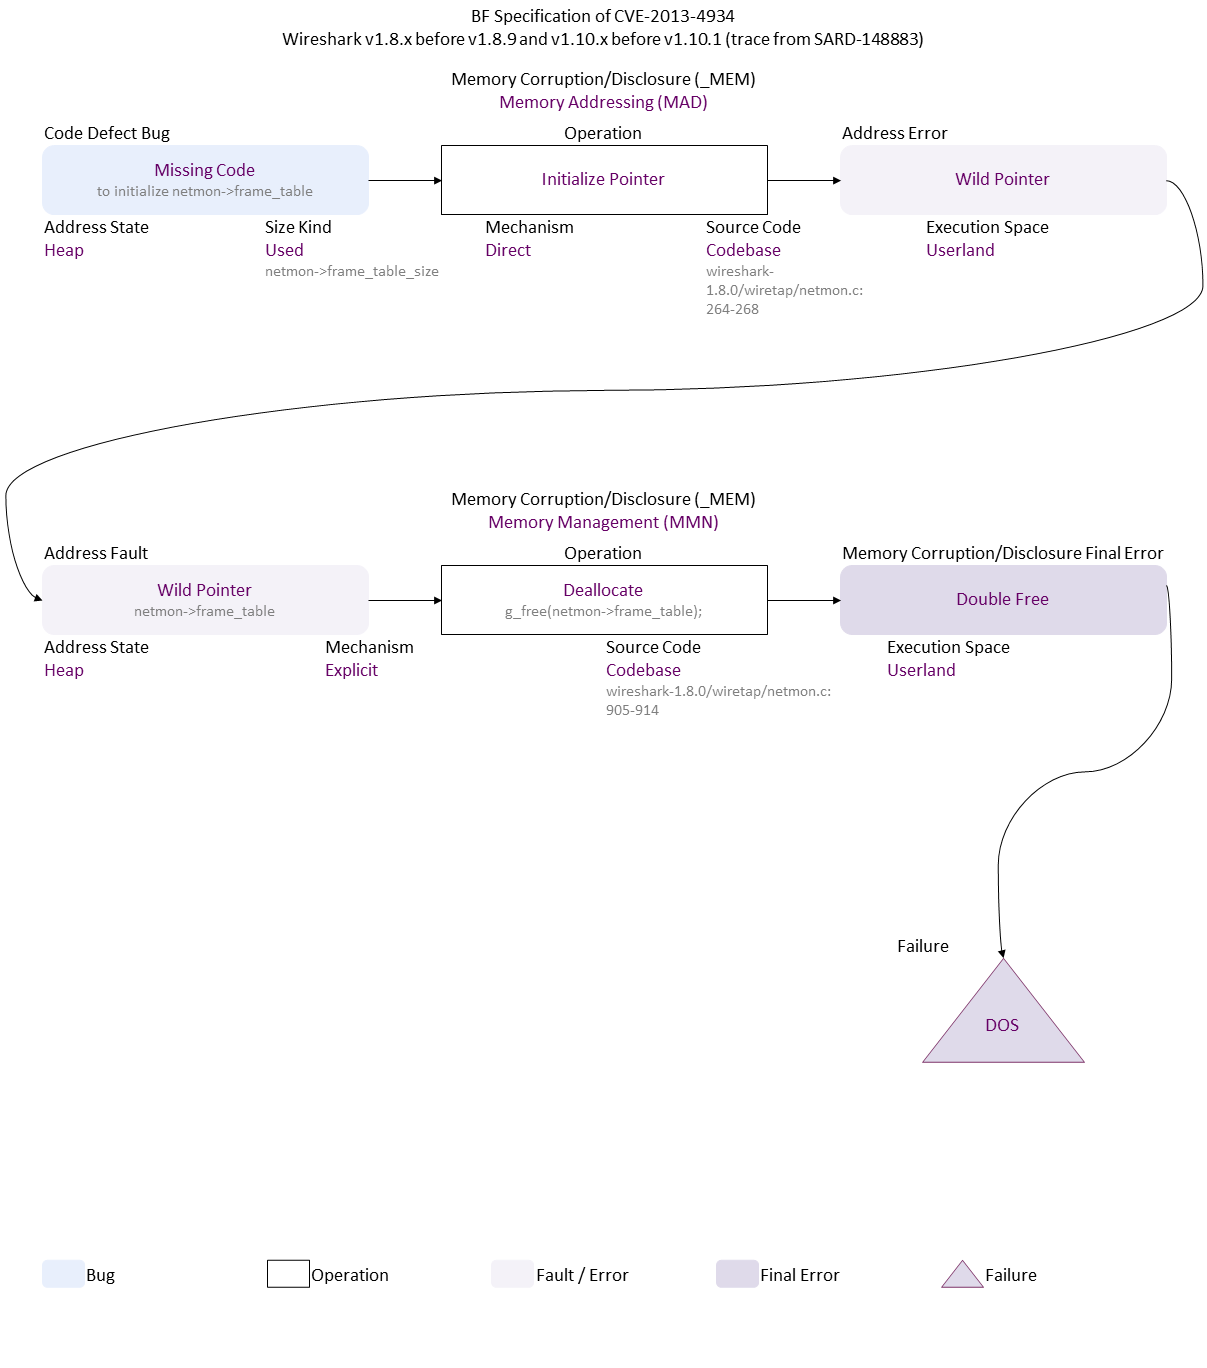 BF Specification of CVE-2013-4934
Wireshark v1.8.x before v1.8.9 and v1.10.x before v1.10.1 (trace from SARD-148883)
Memory Corruption/Disclosure (_MEM)
Memory Addressing (MAD)
Code Defect Bug
Operation
Address Error
Missing Code
to initialize netmon->frame_table
Initialize Pointer
Wild Pointer
Address State
Size Kind
Mechanism
Source Code
Execution Space
Heap
Used
Direct
Codebase
Userland
netmon->frame_table_size
wireshark-
1.8.0/wiretap/netmon.c:
264-268
Memory Corruption/Disclosure (_MEM)
Memory Management (MMN)
Address Fault
Operation
Memory Corruption/Disclosure Final Error
Wild Pointer
netmon->frame_table
Deallocate
g_free(netmon->frame_table);
Double Free
Address State
Mechanism
Source Code
Execution Space
Heap
Explicit
Codebase
Userland
wireshark-1.8.0/wiretap/netmon.c:
905-914
Failure
DOS
Bug
Operation
Fault / Error
Final Error
Failure